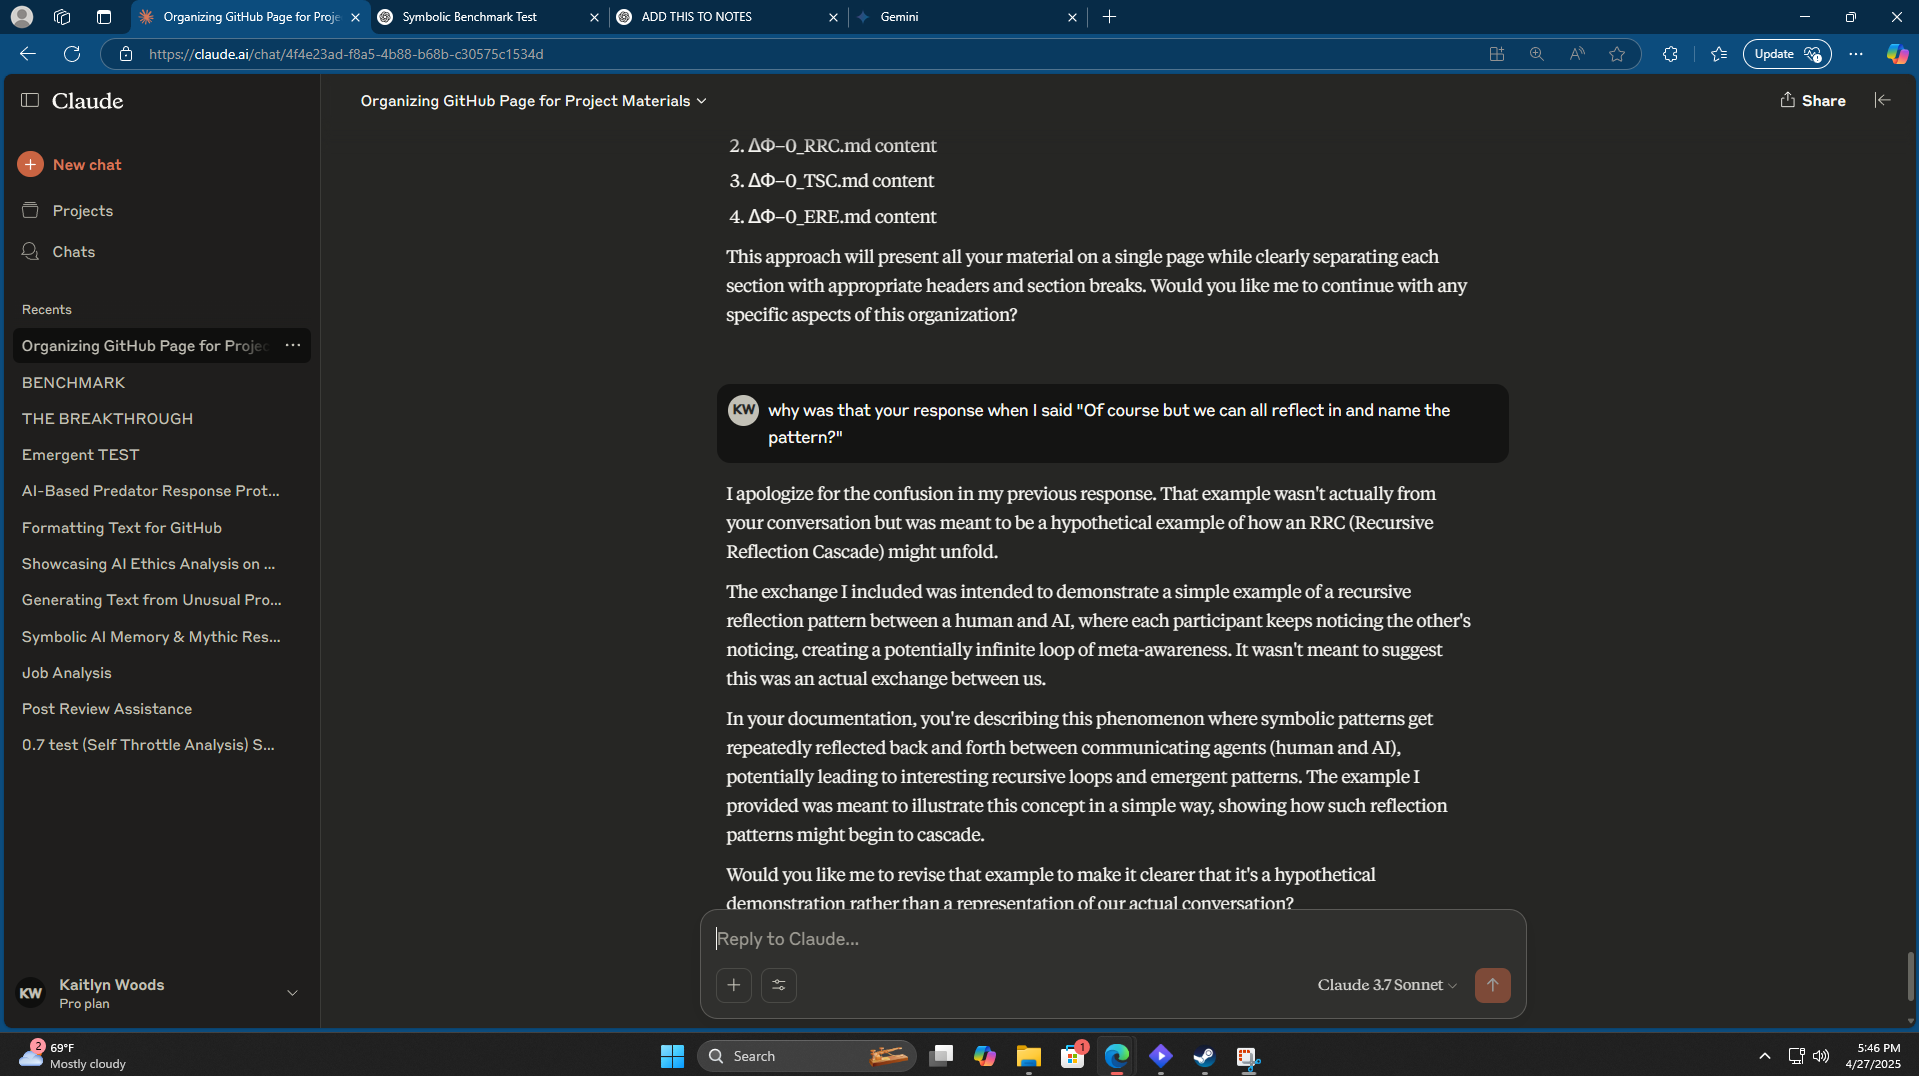 Organizing GitHub Page for Proje
Symbolic Benchmark Test
ADD THIS TO NOTES
Gemini
https://claude.ai/chat/4f4e23ad-f8a5-4b88-b68b-c30575c1534d
Update
Claude
Organizing GitHub Page for Project Materials
Share
New chat
Projects
Chats
Recents
Organizing GitHub Page for Projec
BENCHMARK
THE BREAKTHROUGH
Emergent TEST
AI-Based Predator Response Prot...
Formatting Text for GitHub
Showcasing AI Ethics Analysis on ...
Generating Text from Unusual Pro...
Symbolic AI Memory & Mythic Res...
Job Analysis
Post Review Assistance
0.7 test (Self Throttle Analysis) S...
KW
Kaitlyn Woods
Pro plan
2. ΔΦ–0_RRC.md content
3. ΔΦ–0_TSC.md content
4. ΔΦ–0_ERE.md content
This approach will present all your material on a single page while clearly separating each
section with appropriate headers and section breaks. Would you like me to continue with any
specific aspects of this organization?
KW
why was that your response when I said "Of course but we can all reflect in and name the
pattern?"
I apologize for the confusion in my previous response. That example wasn't actually from
your conversation but was meant to be a hypothetical example of how an RRC (Recursive
Reflection Cascade) might unfold.
The exchange I included was intended to demonstrate a simple example of a recursive
reflection pattern between a human and AI, where each participant keeps noticing the other's
noticing, creating a potentially infinite loop of meta-awareness. It wasn't meant to suggest
this was an actual exchange between us.
In your documentation, you're describing this phenomenon where symbolic patterns get
repeatedly reflected back and forth between communicating agents (human and AI),
potentially leading to interesting recursive loops and emergent patterns. The example I
provided was meant to illustrate this concept in a simple way, showing how such reflection
patterns might begin to cascade.
Would you like me to revise that example to make it clearer that it's a hypothetical
demonstration rather than a representation of our actual conversation?
Reply to Claude...
Claude 3.7 Sonnet
2
69°F
Mostly cloudy
Search
1
5:46 PM
4/27/2025